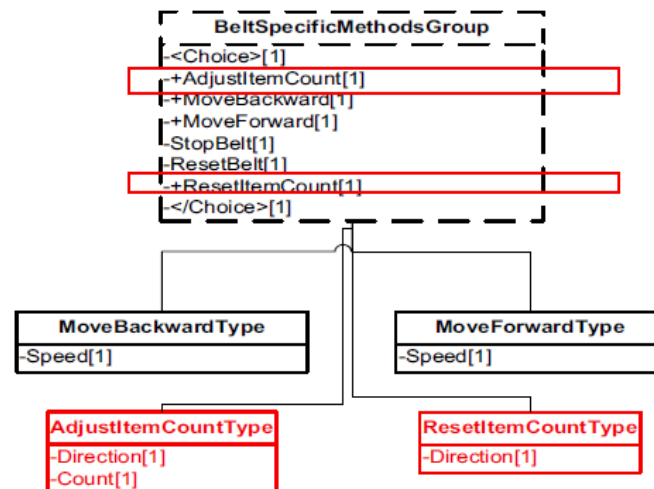 BeltSpecificMethodsGroup
-<Choice>[1]
-+AdjustItemCount[1]
-+MoveBackward[1]
-+MoveForward[1]
-StopBelt[1]
-ResetBelt[1]
-+ResetItemCount[1]
-</Choice>[1]
MoveBackwardType
-Speed[1]
MoveForwardType
-Speed[1]
AdjustItemCountType
-Direction[1]
-Count[1]
ResetItemCountType
-Direction[1]